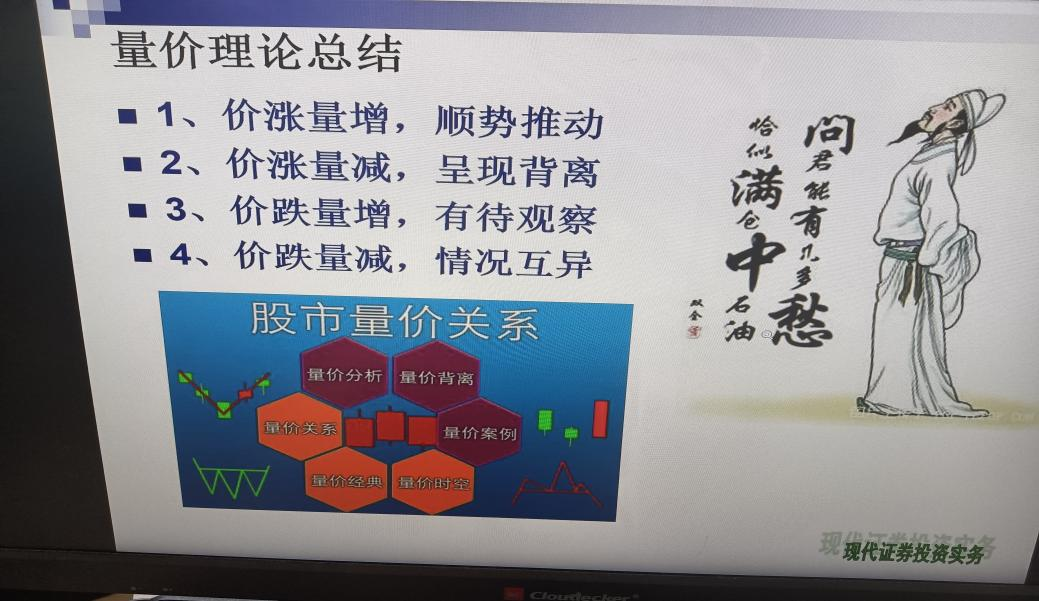 量价理论总结
1、价涨量增，顺势推动
2、价涨量减，呈现背离
3、价跌量增，有待观察
4、价跌量减，情况互异
股市量价关系
量价分析
量价背离
量价关系
量价案例
量价经典
量价时空
问君能有几多愁
恰似满仓中石油
现代证券投资实务